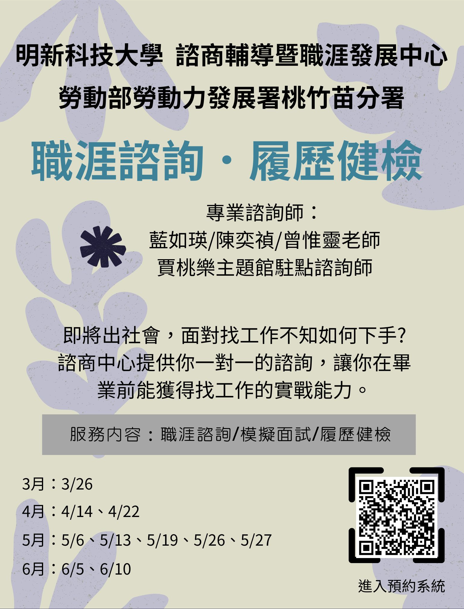 明新科技大學 諮商輔導暨職涯發展中心
勞動部勞動力發展署桃竹苗分署
職涯諮詢・履歷健檢
專業諮詢師：
藍如瑛/陳奕禎/曾惟靈老師
賈桃樂主題館駐點諮詢師
即將出社會，面對找工作不知如何下手?
諮商中心提供你一對一的諮詢，讓你在畢
業前能獲得找工作的實戰能力。
服務內容：職涯諮詢/模擬面試/履歷健檢
3月：3/26
4月：4/14、4/22
5月：5/6、5/13、5/19、5/26、5/27
6月：6/5、6/10
進入預約系統